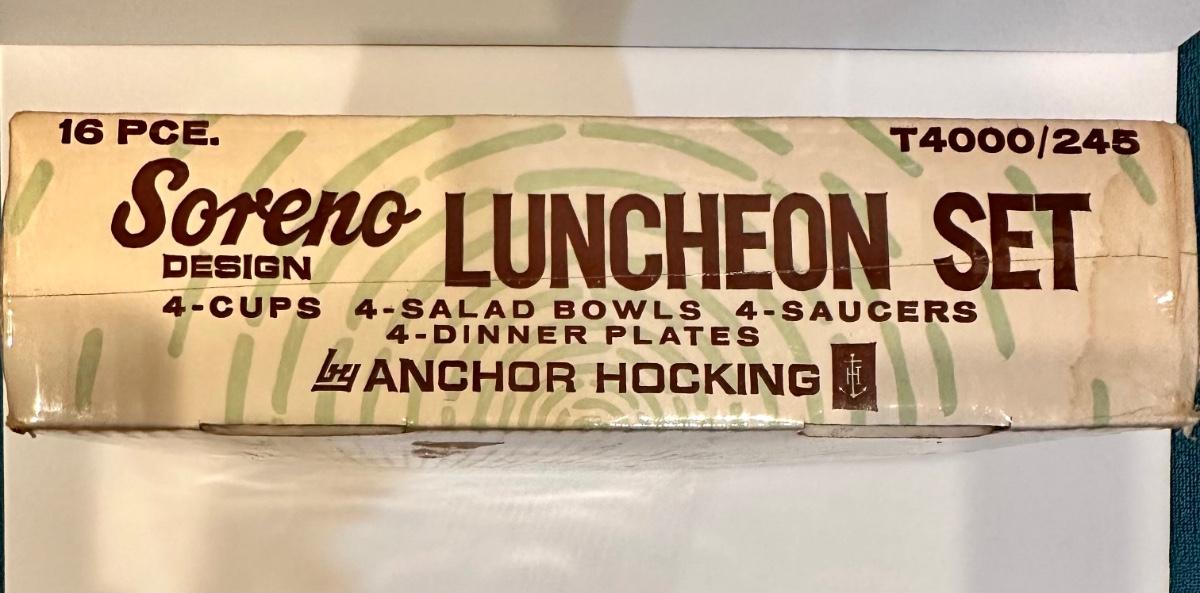 16 PCE. T4000/245
Soreno LUNCHEON SET
DESIGN
4-CUPS 4-SALAD BOWLS 4-SAUCERS
4-DINNER PLATES
by ANCHOR HOCKING